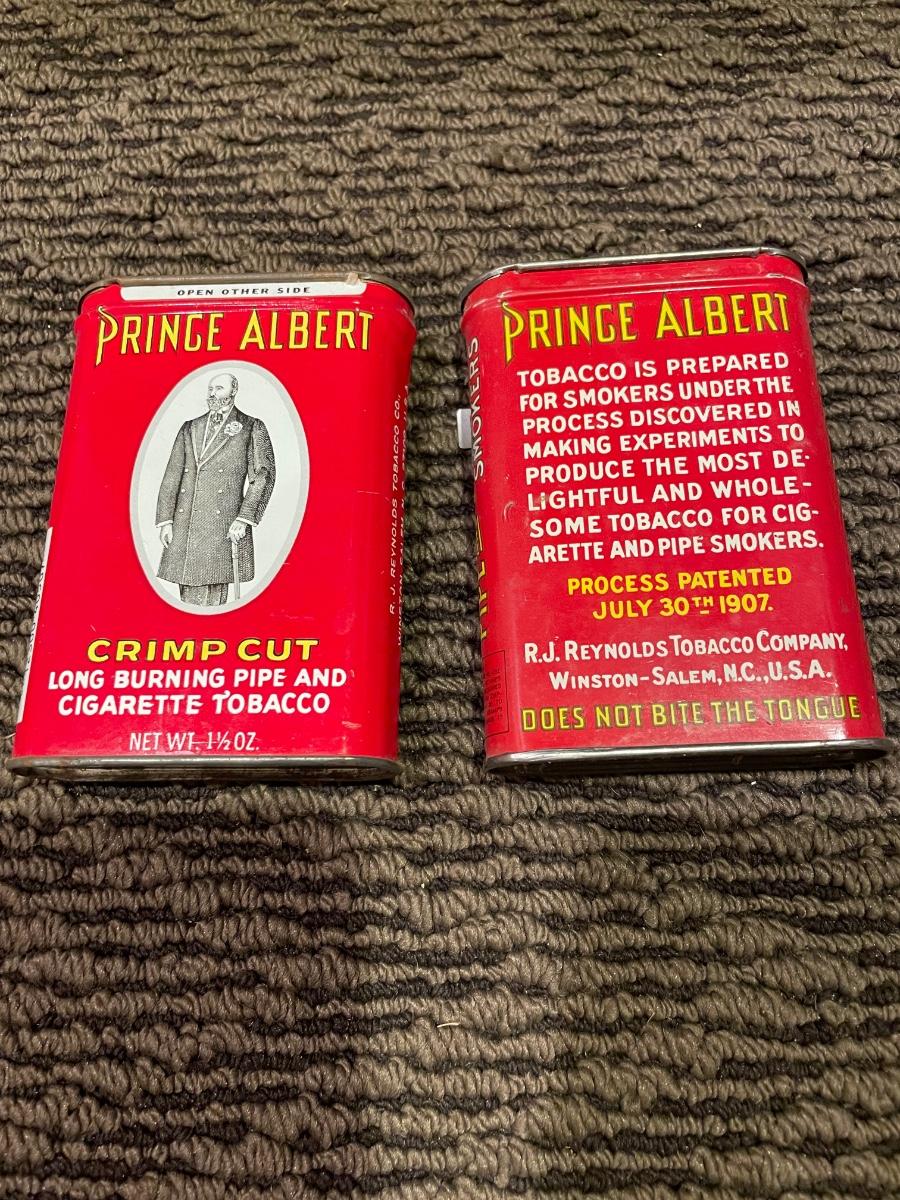 OPEN OTHER SIDE
PRINCE ALBERT
CRIMP CUT
LONG BURNING PIPE AND
CIGARETTE TOBACCO
NET WT. 1½ OZ.
R. J. REYNOLDS TOBACCO CO.
PRINCE ALBERT
TOBACCO IS PREPARED
FOR SMOKERS UNDER THE
PROCESS DISCOVERED IN
MAKING EXPERIMENTS TO
PRODUCE THE MOST DE-
LIGHTFUL AND WHOLE-
SOME TOBACCO FOR CIG-
ARETTE AND PIPE SMOKERS.
PROCESS PATENTED
JULY 30TH 1907.
R.J. REYNOLDS TOBACCO COMPANY,
WINSTON-SALEM, N.C., U.S.A.
DOES NOT BITE THE TONGUE
SMOKERS